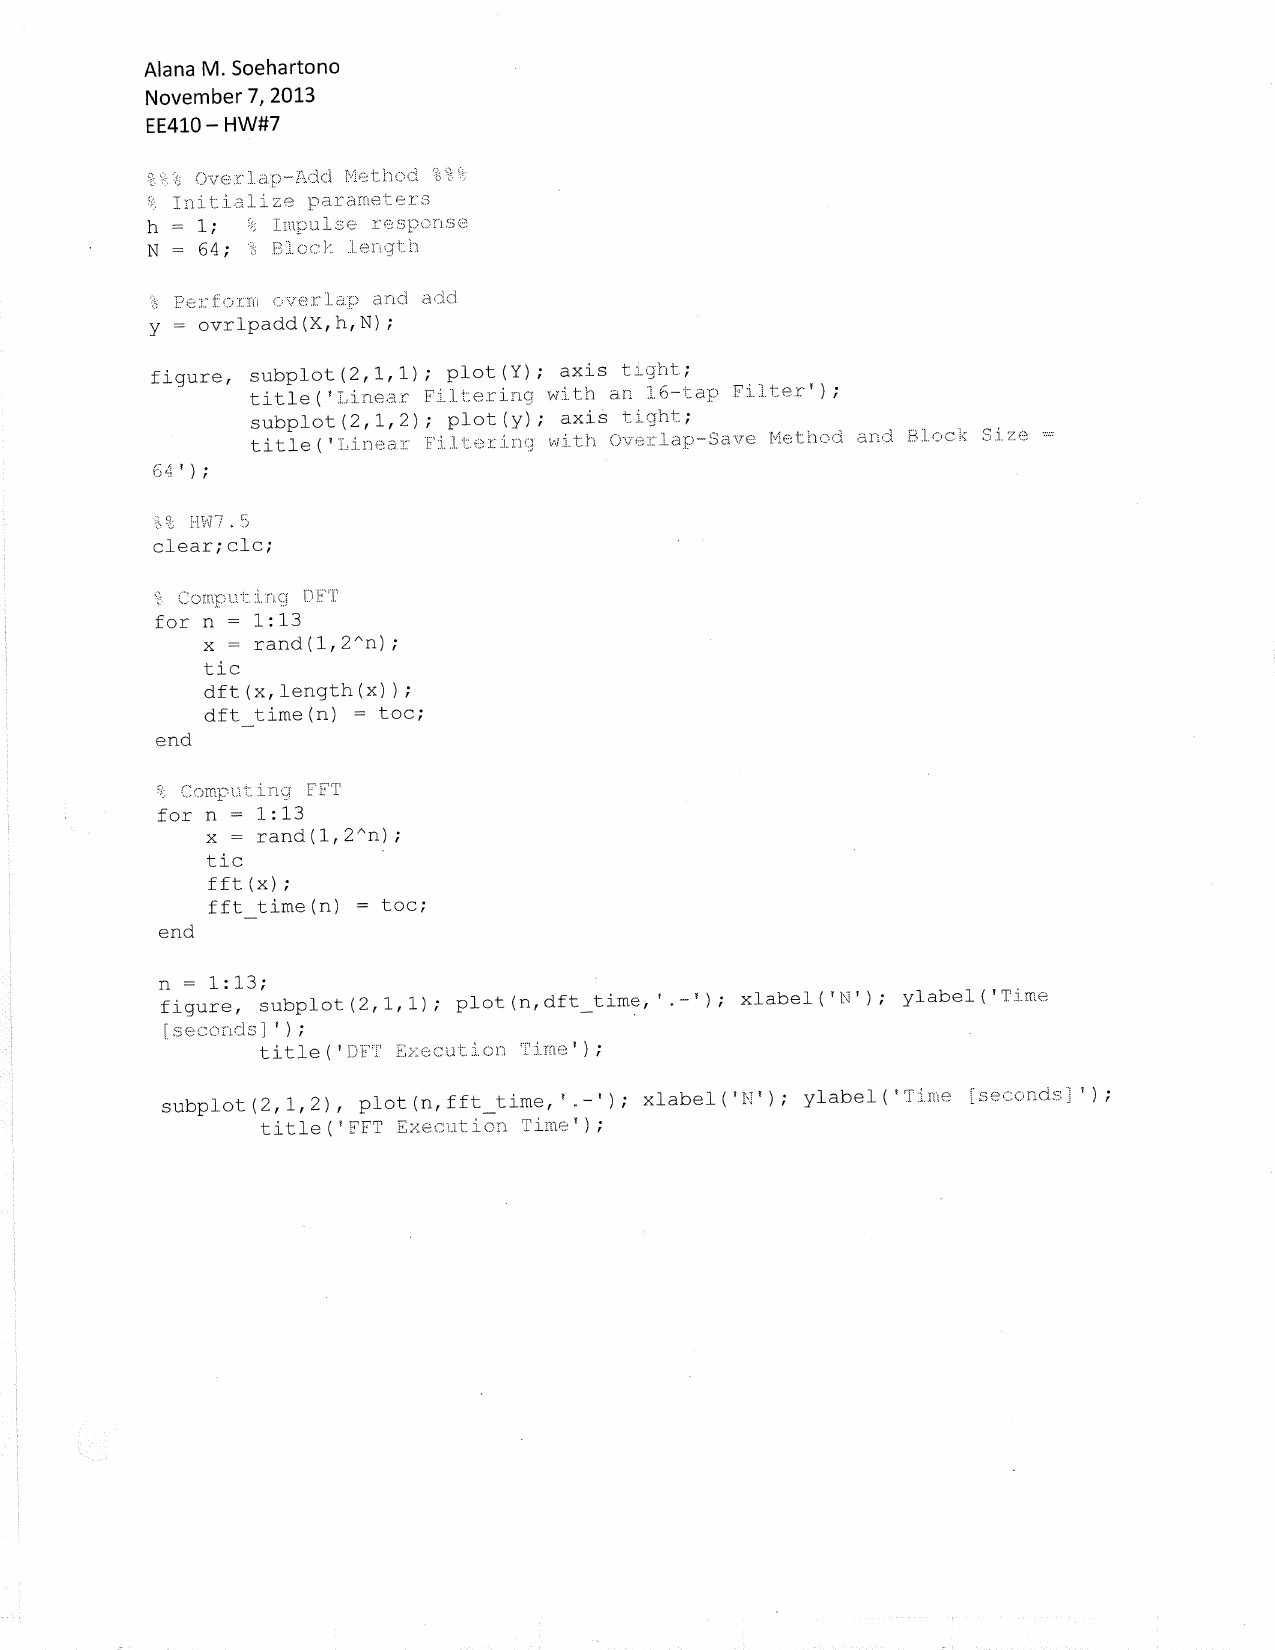 Alana M. Soehartono
November 7, 2013
EE410 – HW#7
%%% Overlap-Add Method %%%
% Initialize parameters
h = 1; % Impulse response
N = 64; % Block length
% Perform overlap and add
y = ovrlpadd(X,h,N);
figure, subplot(2,1,1); plot(Y); axis tight;
title('Linear Filtering with an 16-tap Filter');
subplot(2,1,2); plot(y); axis tight;
title('Linear Filtering with Overlap-Save Method and Block Size =
64');
%% HW7.5
clear;clc;
% Computing DFT
for n = 1:13
x = rand(1,2^n);
tic
dft(x,length(x));
dft_time(n) = toc;
end
% Computing FFT
for n = 1:13
x = rand(1,2^n);
tic
fft(x);
fft_time(n) = toc;
end
n = 1:13;
figure, subplot(2,1,1); plot(n,dft_time,'.-'); xlabel('N'); ylabel('Time
[seconds]');
title('DFT Execution Time');
subplot(2,1,2), plot(n,fft_time,'.-'); xlabel('N'); ylabel('Time [seconds]');
title('FFT Execution Time');